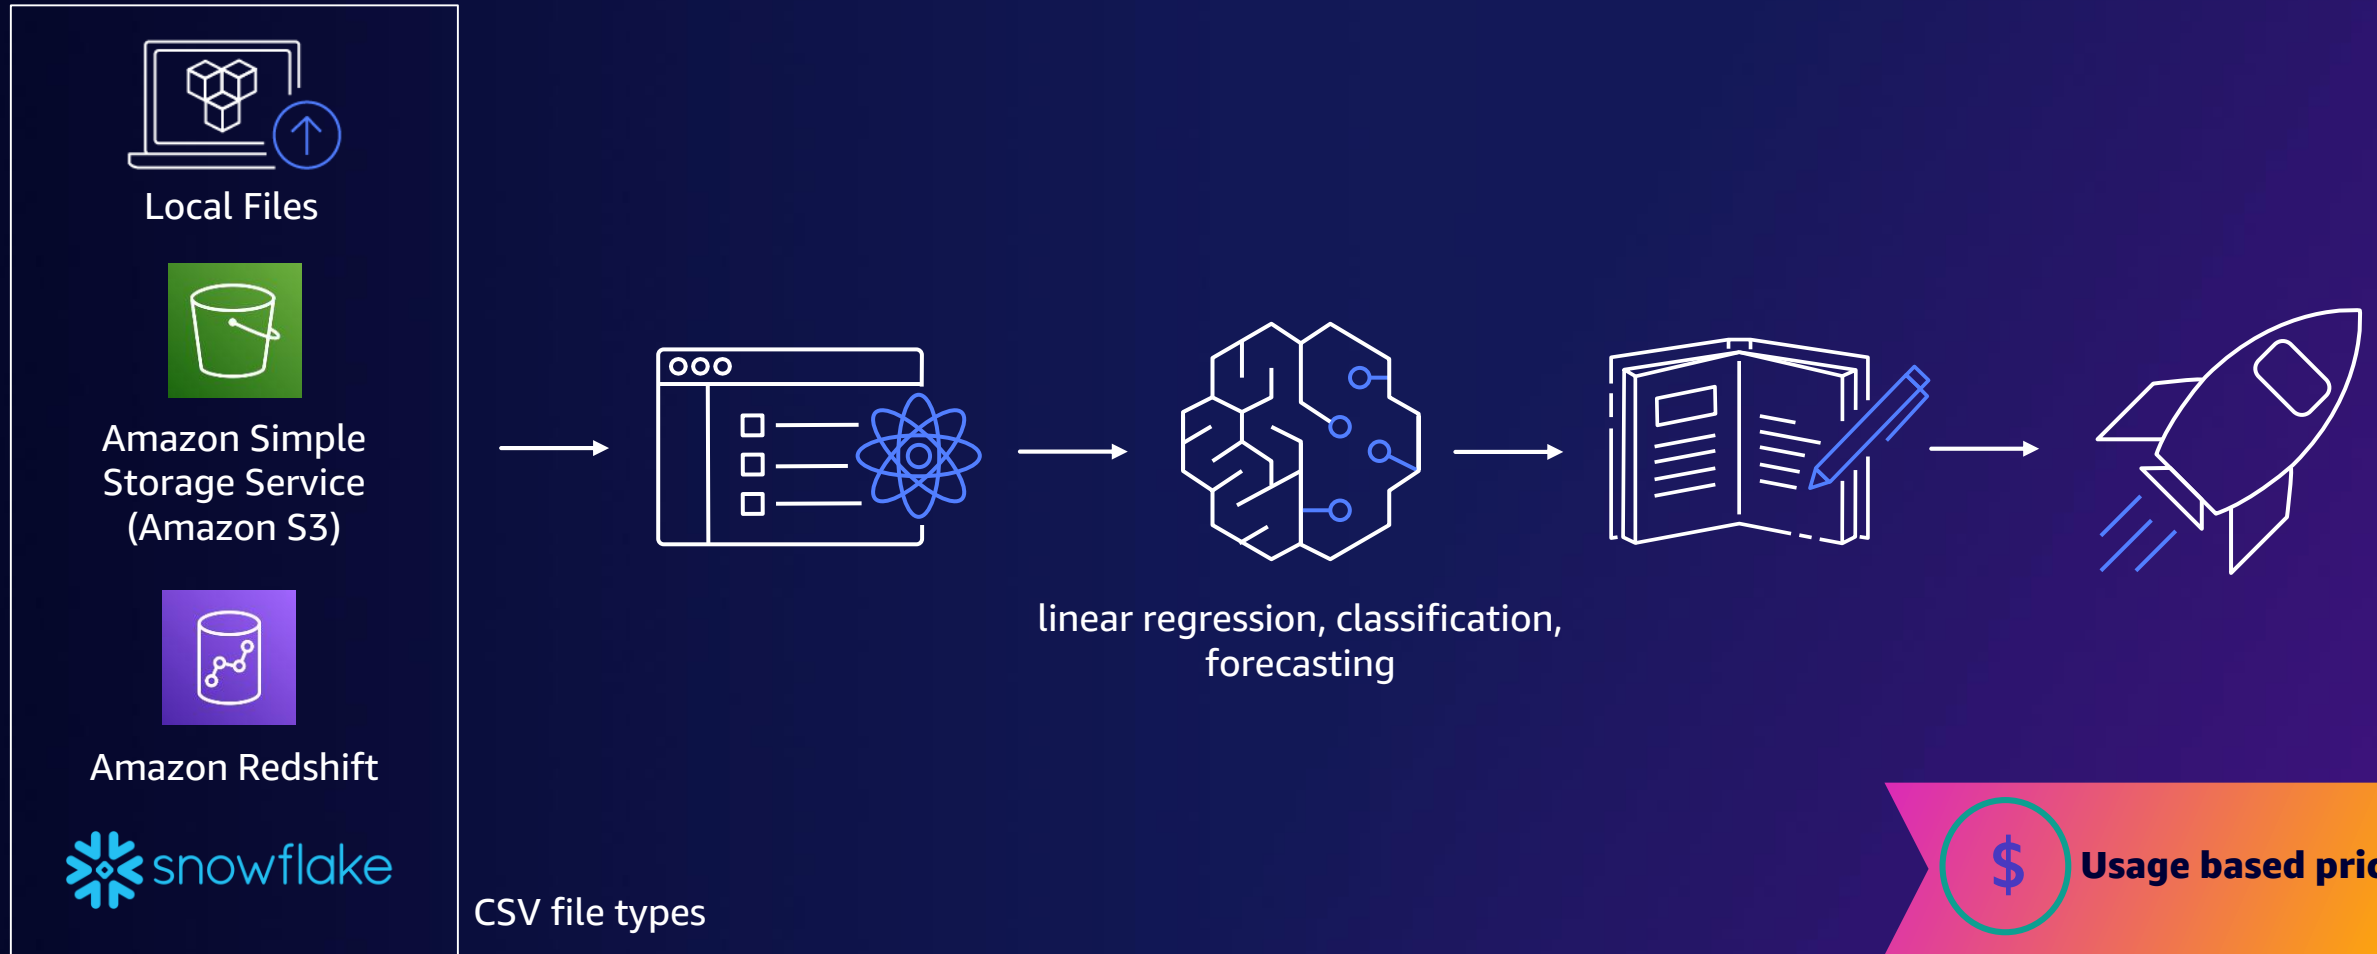 Local Files
Amazon Simple
Storage Service
(Amazon S3)
Amazon Redshift
snowflake
CSV file types
linear regression, classification,
forecasting
$
Usage based